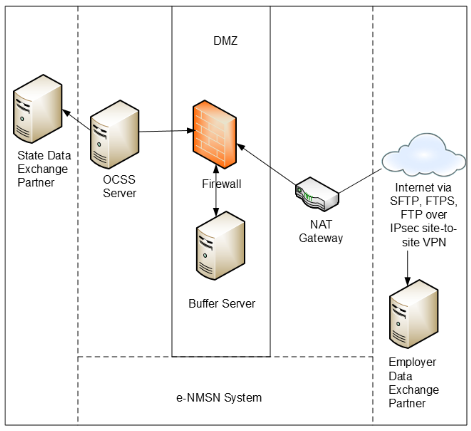 DMZ
State Data
Exchange
Partner
OCSS
Server
Firewall
NAT
Gateway
Internet via
SFTP, FTPS,
FTP over
IPsec site-to-
site VPN
Buffer Server
Employer
Data
Exchange
Partner
e-NMSN System